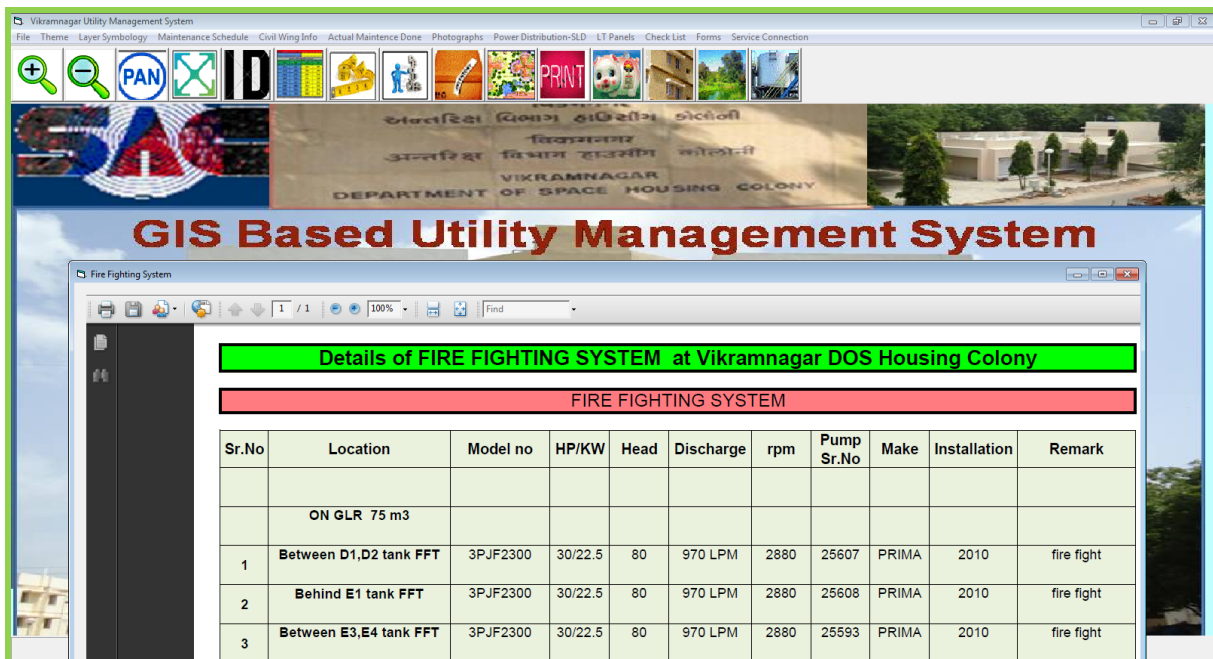 Vikramnagar Utility Management System
File Theme Layer Symbology Maintenance Schedule Civil Wing Info Actual Maintence Done Photographs Power Distribution-SLD LT Panels Check List Forms Service Connection
PAN ID PRINT
અંતરિક્ષ વિભાગ હાઉસીંગ કોલોની
विक्रमनगर
अन्तरिक्ष विभाग हाउसींग कोलोनी
VIKRAMNAGAR
DEPARTMENT OF SPACE HOUSING COLONY
GIS Based Utility Management System
Fire Fighting System
1 / 1 100% Find
Details of FIRE FIGHTING SYSTEM at Vikramnagar DOS Housing Colony
FIRE FIGHTING SYSTEM
Sr.No Location Model no HP/KW Head Discharge rpm Pump Sr.No Make Installation Remark
ON GLR 75 m3
1 Between D1,D2 tank FFT 3PJF2300 30/22.5 80 970 LPM 2880 25607 PRIMA 2010 fire fight
2 Behind E1 tank FFT 3PJF2300 30/22.5 80 970 LPM 2880 25608 PRIMA 2010 fire fight
3 Between E3,E4 tank FFT 3PJF2300 30/22.5 80 970 LPM 2880 25593 PRIMA 2010 fire fight